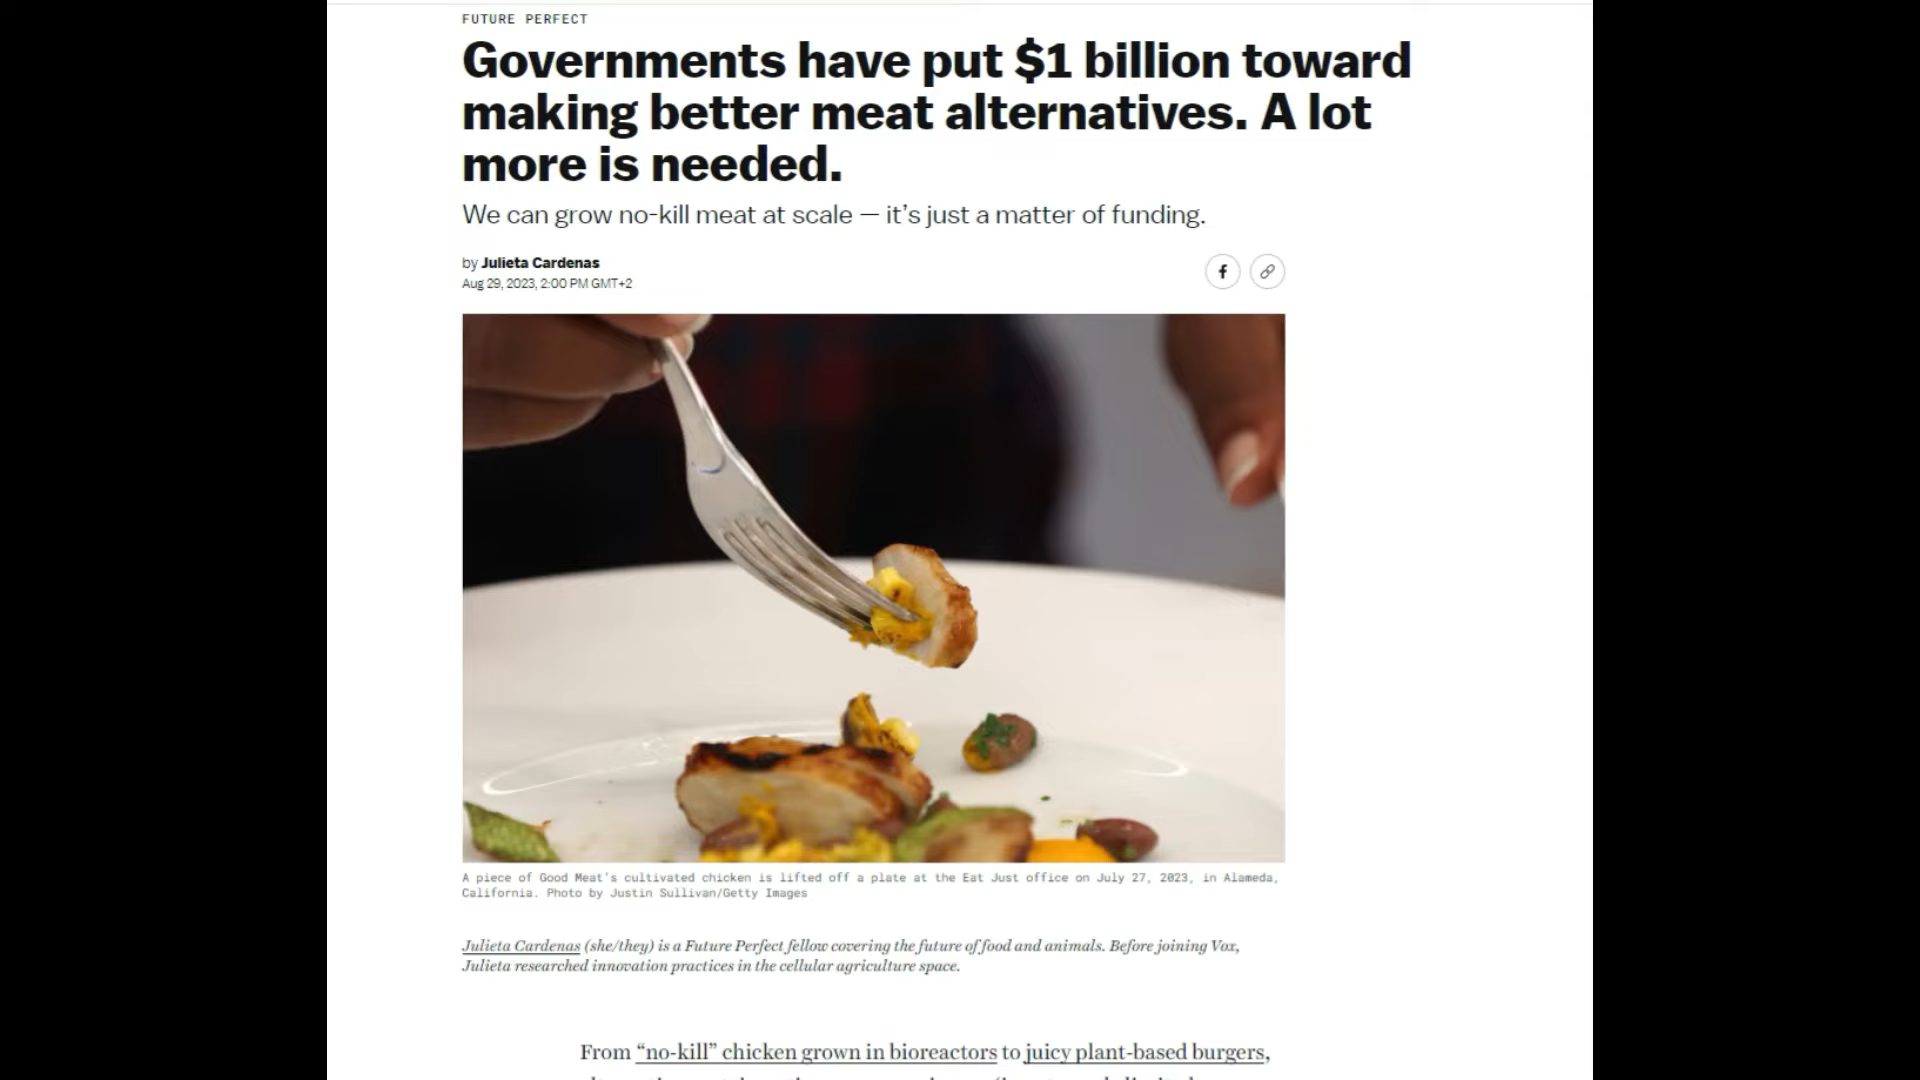 FUTURE PERFECT
Governments have put $1 billion toward
making better meat alternatives. A lot
more is needed.
We can grow no-kill meat at scale — it’s just a matter of funding.
by Julieta Cardenas
Aug 29, 2023, 2:00 PM GMT+2
A piece of Good Meat’s cultivated chicken is lifted off a plate at the Eat Just office on July 27, 2023, in Alameda,
California. Photo by Justin Sullivan/Getty Images
Julieta Cardenas (she/they) is a Future Perfect fellow covering the future of food and animals. Before joining Vox,
Julieta researched innovation practices in the cellular agriculture space.
From “no-kill” chicken grown in bioreactors to juicy plant-based burgers,